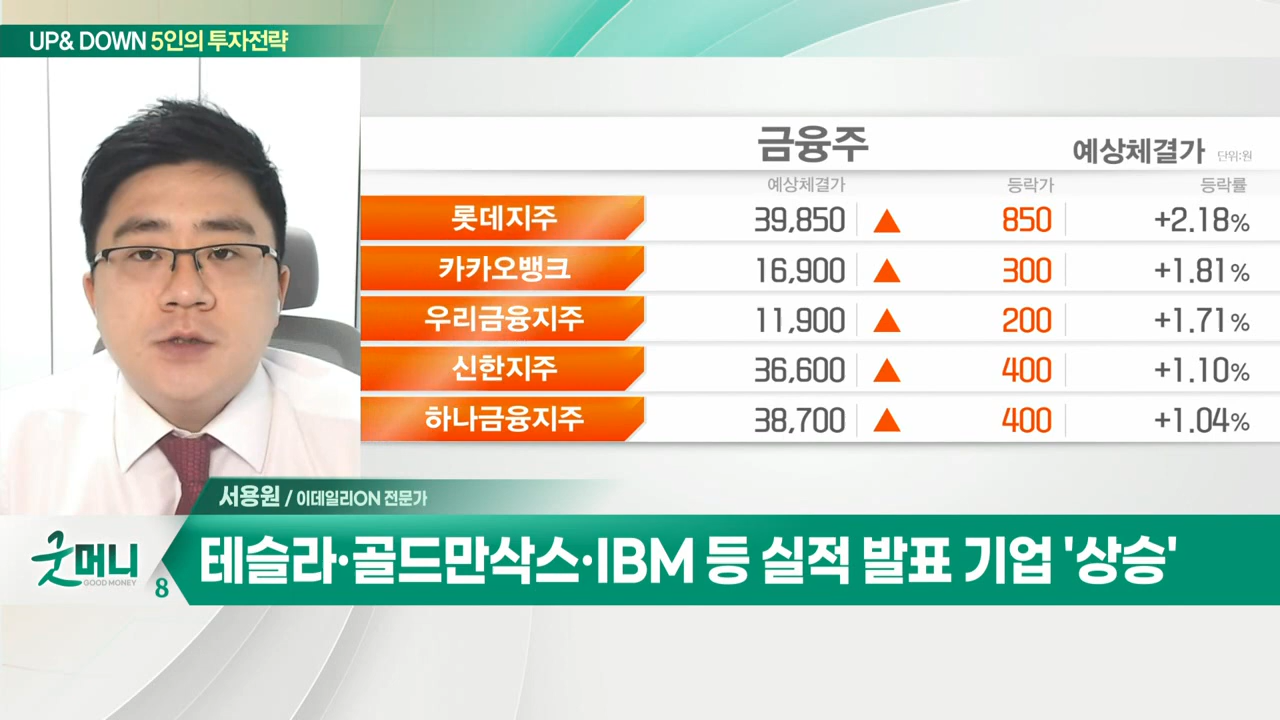 UP& DOWN 5인의 투자전략
금융주 예상체결가 단위:원
예상체결가 등락가 등락률
롯데지주 39,850 ▲ 850 +2.18%
카카오뱅크 16,900 ▲ 300 +1.81%
우리금융지주 11,900 ▲ 200 +1.71%
신한지주 36,600 ▲ 400 +1.10%
하나금융지주 38,700 ▲ 400 +1.04%
서용원 / 이데일리ON 전문가
굿머니
GOOD MONEY
8
테슬라·골드만삭스·IBM 등 실적 발표 기업 '상승'